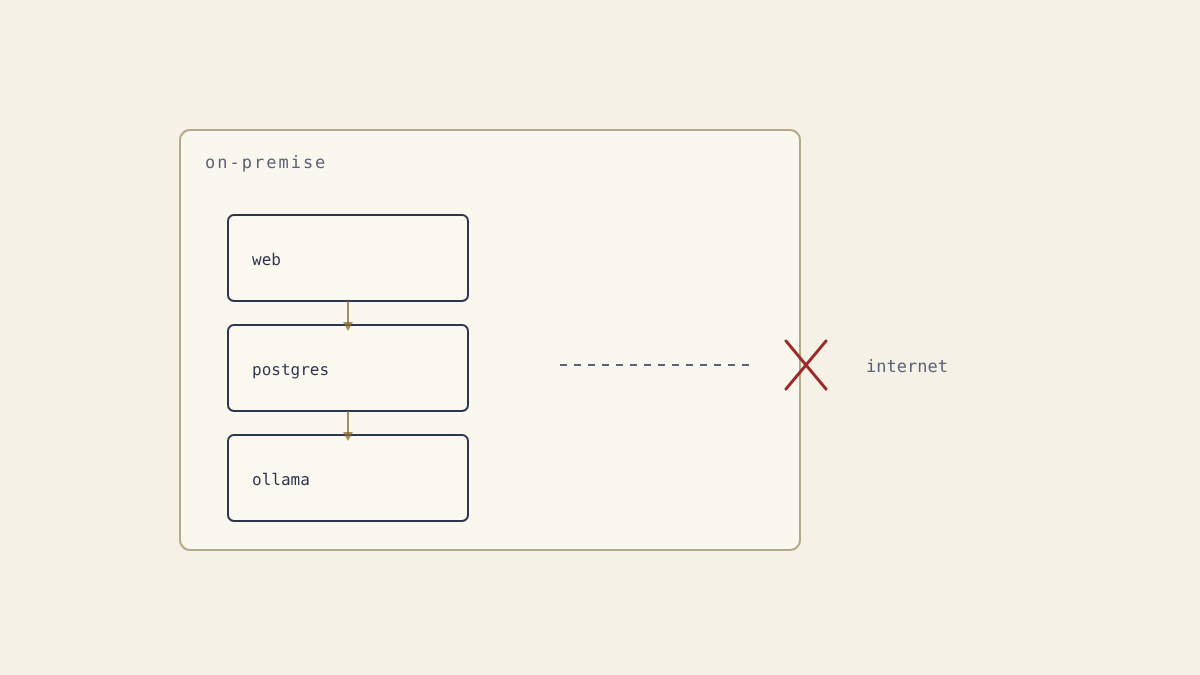 on-premise
web
postgres
internet
ollama